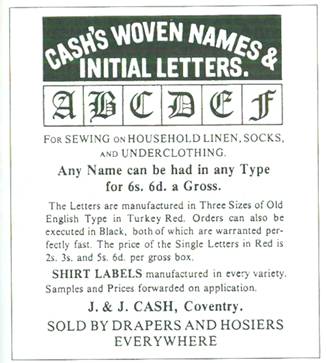 CASH'S WOVEN NAMES &
INITIAL LETTERS.
A B C D E F
FOR SEWING ON HOUSEHOLD LINEN, SOCKS,
AND UNDERCLOTHING.
Any Name can be had in any Type
for 6s. 6d. a Gross.
The Letters are manufactured in Three Sizes of Old
English Type in Turkey Red. Orders can also be
executed in Black, both of which are warranted per-
fectly fast. The price of the Single Letters in Red is
2s. 3s. and 5s. 6d. per gross box.
SHIRT LABELS manufactured in every variety.
Samples and Prices forwarded on application.
J. & J. CASH, Coventry.
SOLD BY DRAPERS AND HOSIERS
EVERYWHERE